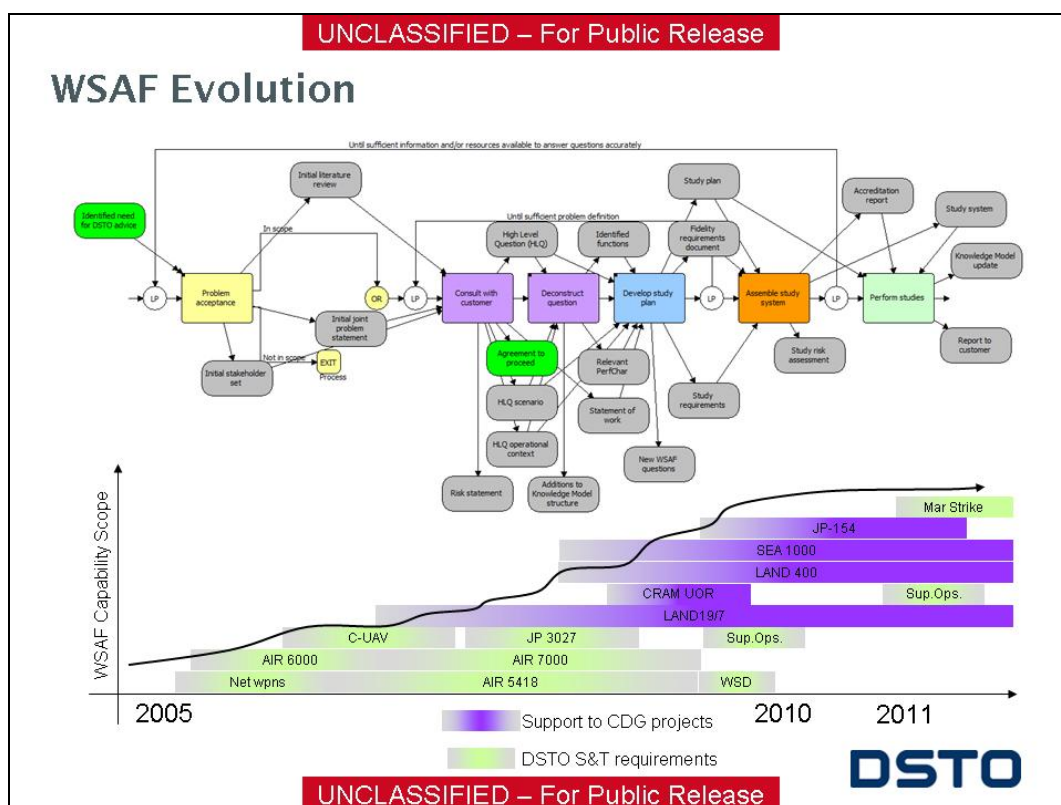 UNCLASSIFIED – For Public Release
WSAF Evolution
Until sufficient information and/or resources available to answer questions accurately
Identified need
for DSTO advice
Initial literature
review
In scope
Until sufficient problem definition
High Level
Question (HLQ)
Identified
functions
Study plan
Fidelity
requirements
document
Accreditation
report
Study system
Knowledge Model
update
LP
Problem
acceptance
OR
LP
Consult with
customer
Deconstruct
question
Develop study
plan
LP
Assemble study
system
LP
Perform studies
Initial joint
problem
statement
Not in scope
EXIT
Process
Initial stakeholder
set
Agreement to
proceed
Relevant
PerfChar
HLQ scenario
Statement of
work
HLQ operational
context
Study
requirements
Study risk
assessment
Report to
customer
New WSAF
questions
Risk statement
Additions to
Knowledge Model
structure
WSAF Capability Scope
Mar Strike
JP-154
SEA 1000
LAND 400
CRAM UOR
Sup.Ops.
LAND19/7
C-UAV
JP 3027
Sup.Ops.
AIR 6000
AIR 7000
Net wpns
AIR 5418
WSD
2005
2010
2011
Support to CDG projects
DSTO S&T requirements
DSTO
UNCLASSIFIED – For Public Release